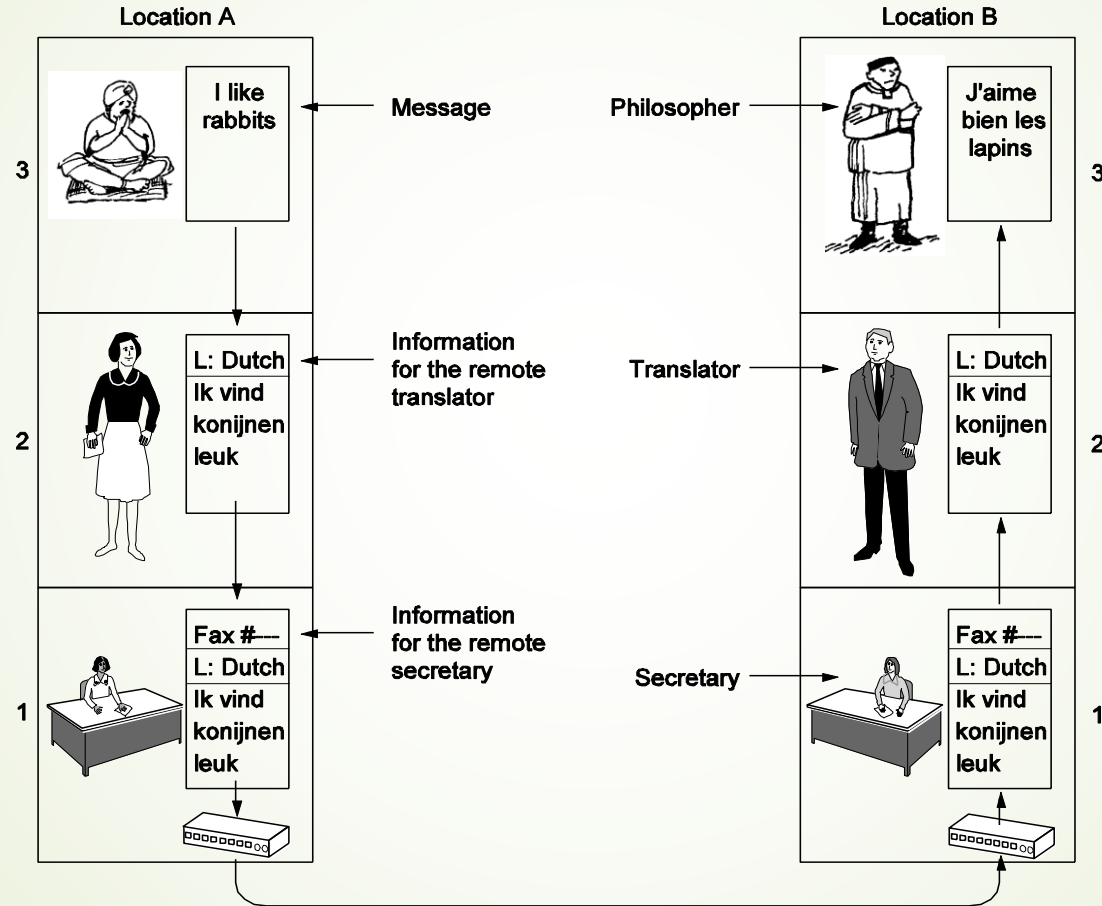 Location A
Location B
I like
rabbits
Message
Philosopher
J'aime
bien les
lapins
3
3
Information
for the remote
translator
L: Dutch
Ik vind
konijnen
leuk
Translator
L: Dutch
Ik vind
konijnen
leuk
2
2
Information
for the remote
secretary
Fax #---
L: Dutch
Ik vind
konijnen
leuk
Secretary
Fax #---
L: Dutch
Ik vind
konijnen
leuk
1
1